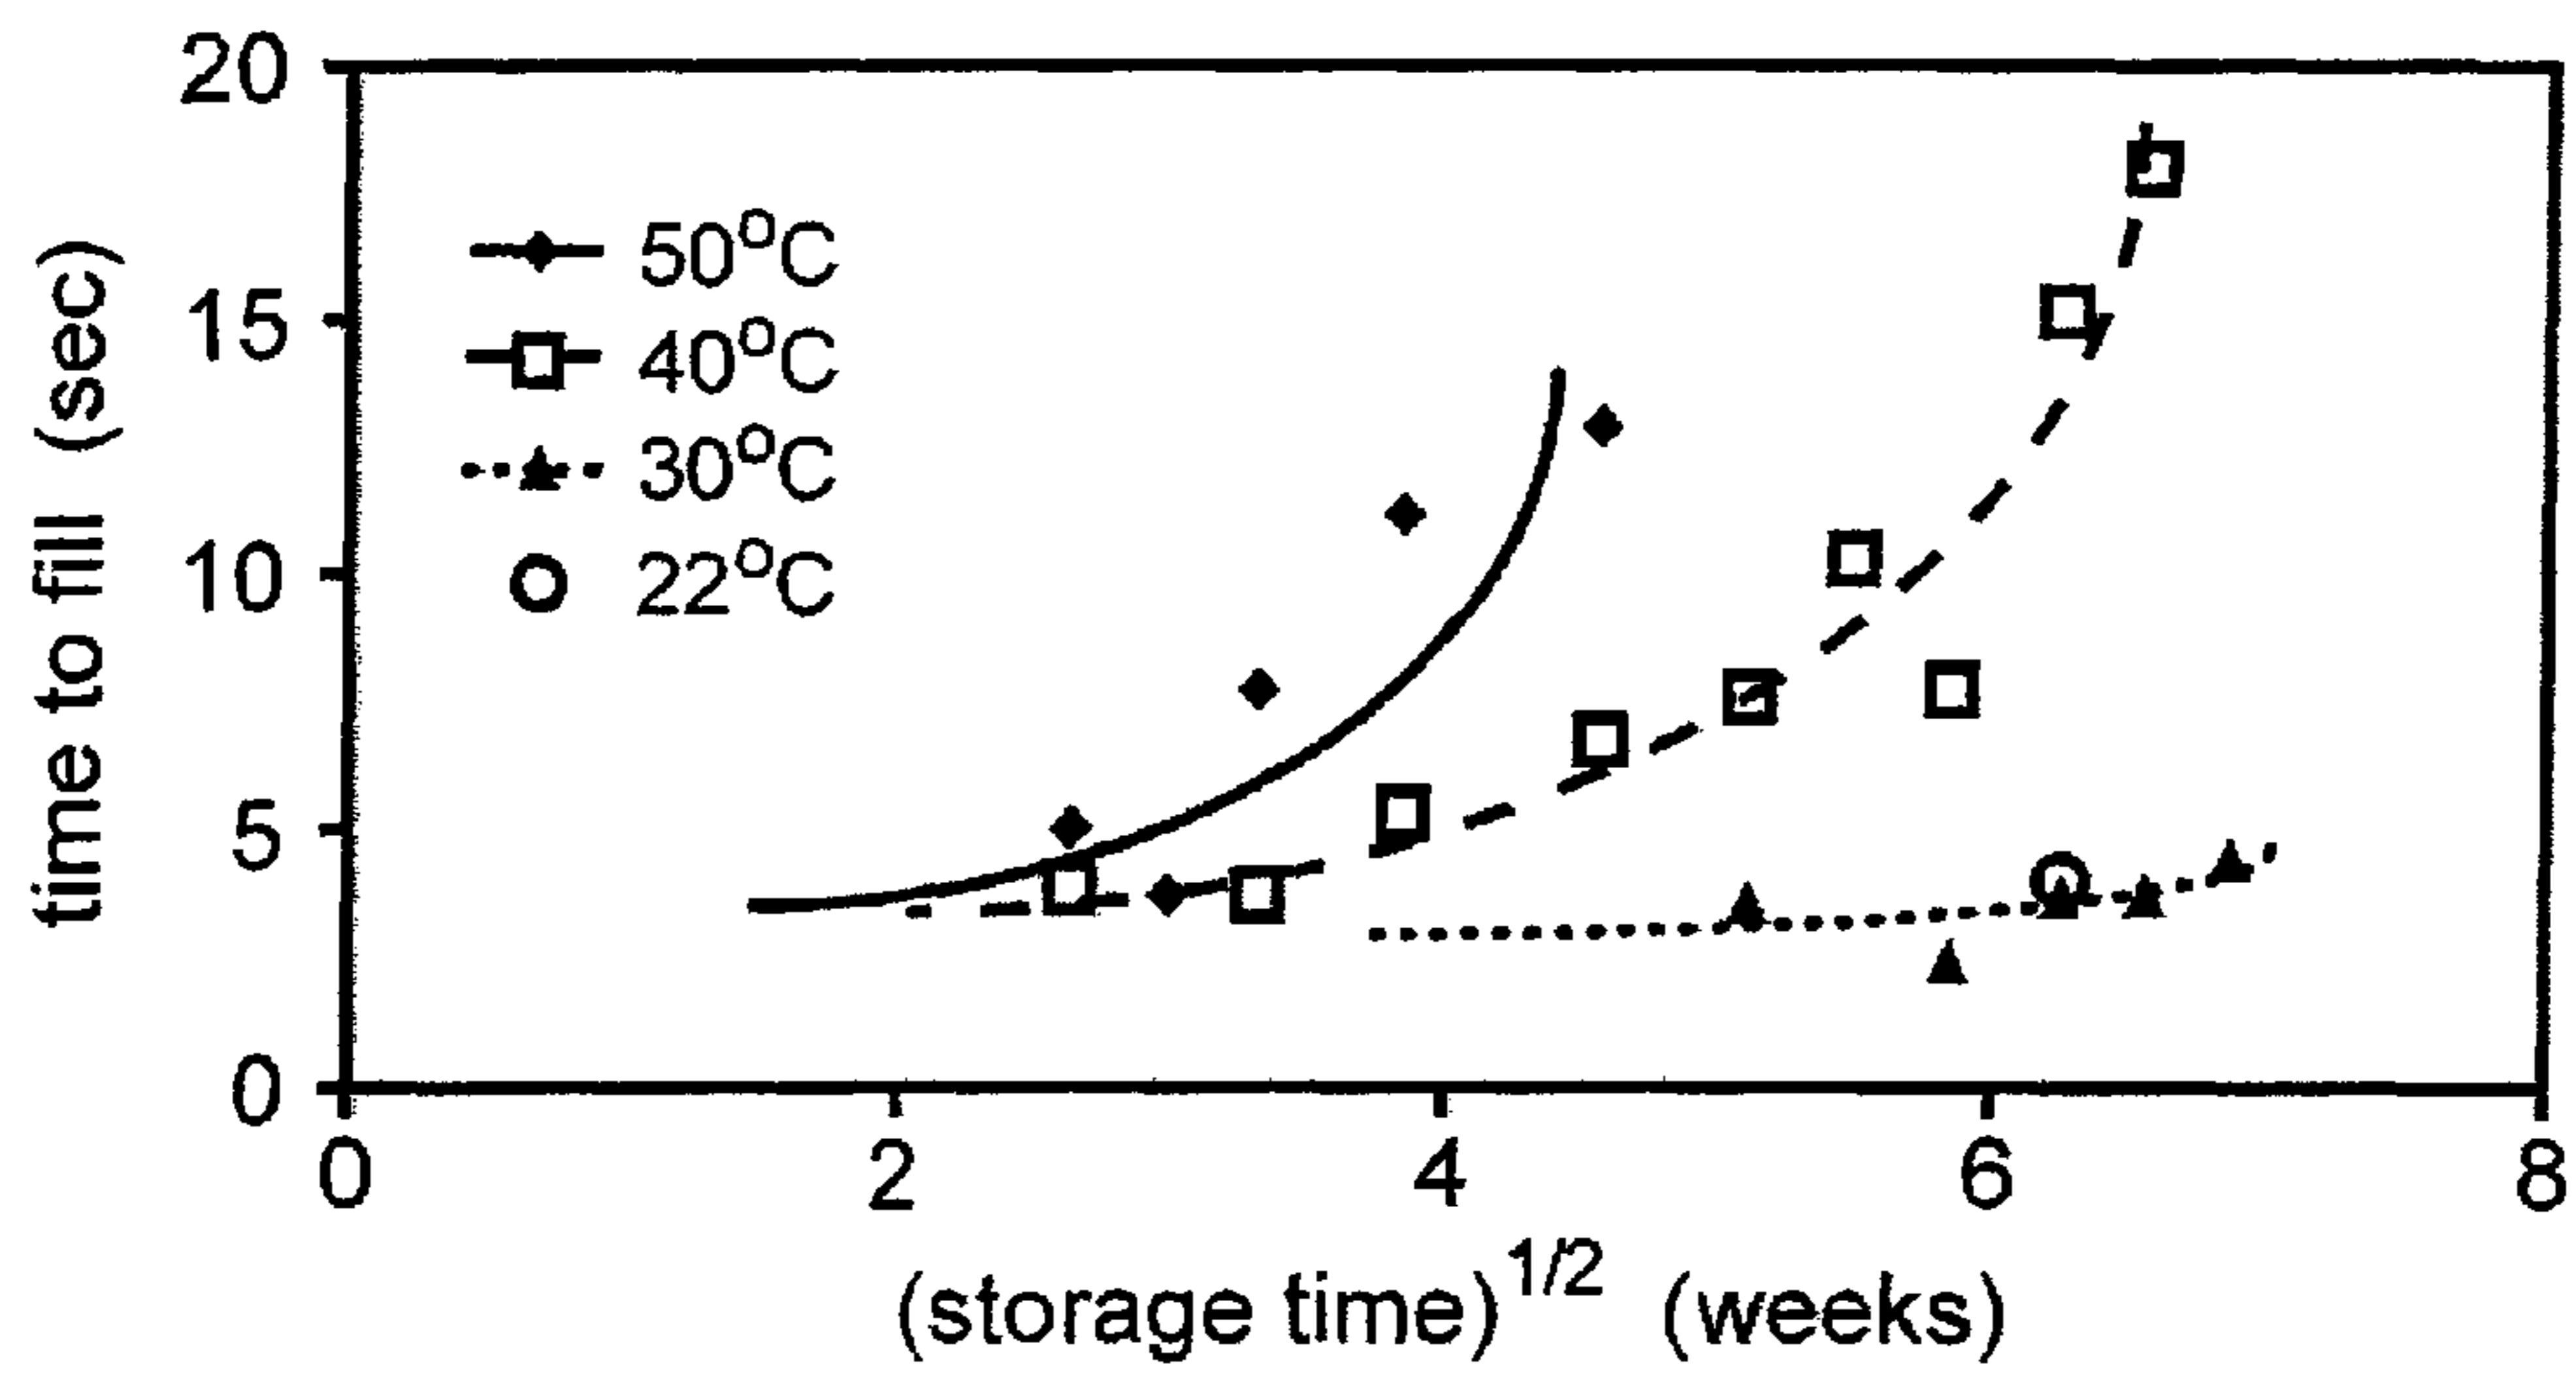 20
15
10
5
0
time to fill (sec)
50°C
40°C
30°C
22°C
0 2 4 6 8
(storage time)1/2 (weeks)